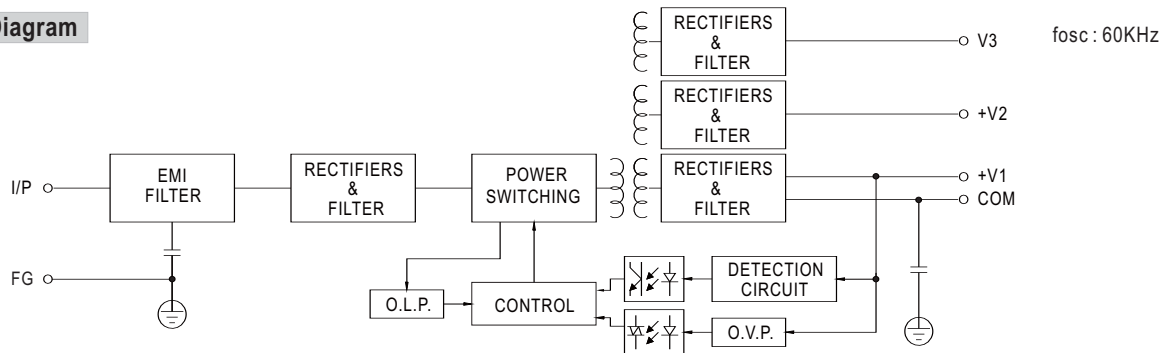 Diagram
RECTIFIERS
&
FILTER
V3
fosc : 60KHz
RECTIFIERS
&
FILTER
+V2
I/P
EMI
FILTER
RECTIFIERS
&
FILTER
POWER
SWITCHING
RECTIFIERS
&
FILTER
+V1
COM
FG
O.L.P.
CONTROL
DETECTION
CIRCUIT
O.V.P.